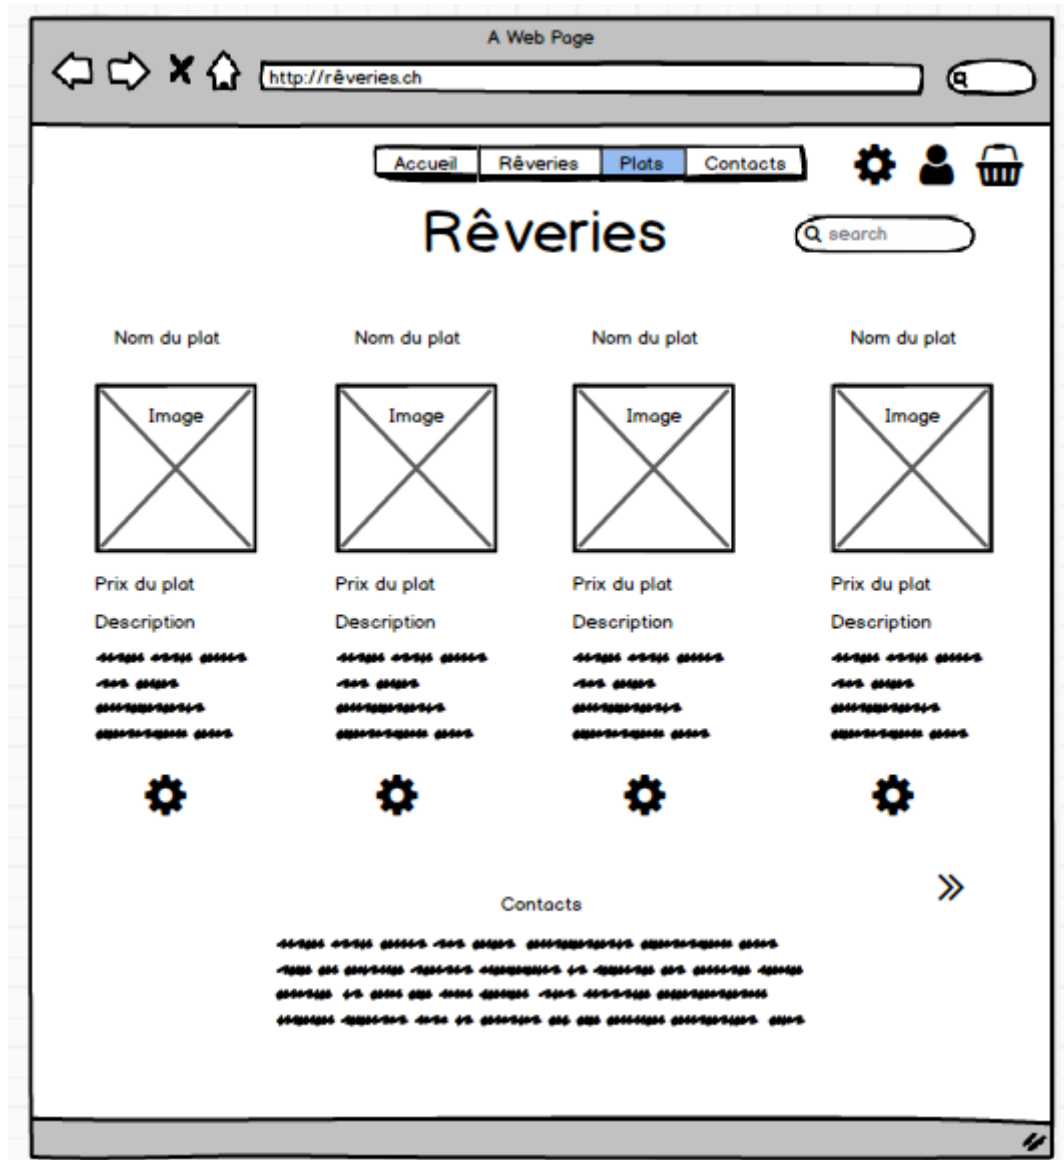 A Web Page
http://rêveries.ch
Accueil Rêveries Plats Contacts
Rêveries
search
Nom du plat Nom du plat Nom du plat Nom du plat
Image Image Image Image
Prix du plat Prix du plat Prix du plat Prix du plat
Description Description Description Description
Contacts